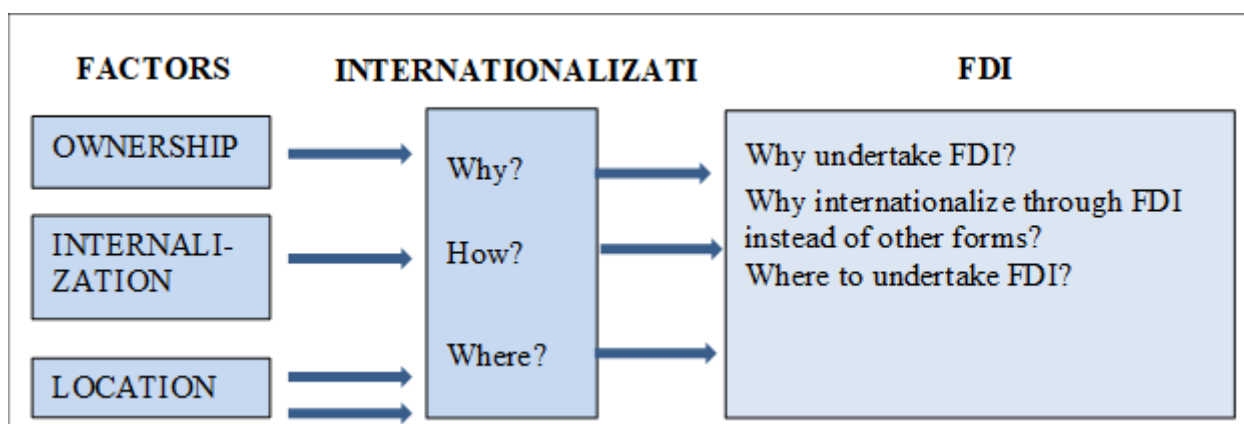 FACTORS
INTERNATIONALIZATI
FDI
OWNERSHIP
INTERNALI-
ZATION
LOCATION
Why?
How?
Where?
Why undertake FDI?
Why internationalize through FDI
instead of other forms?
Where to undertake FDI?